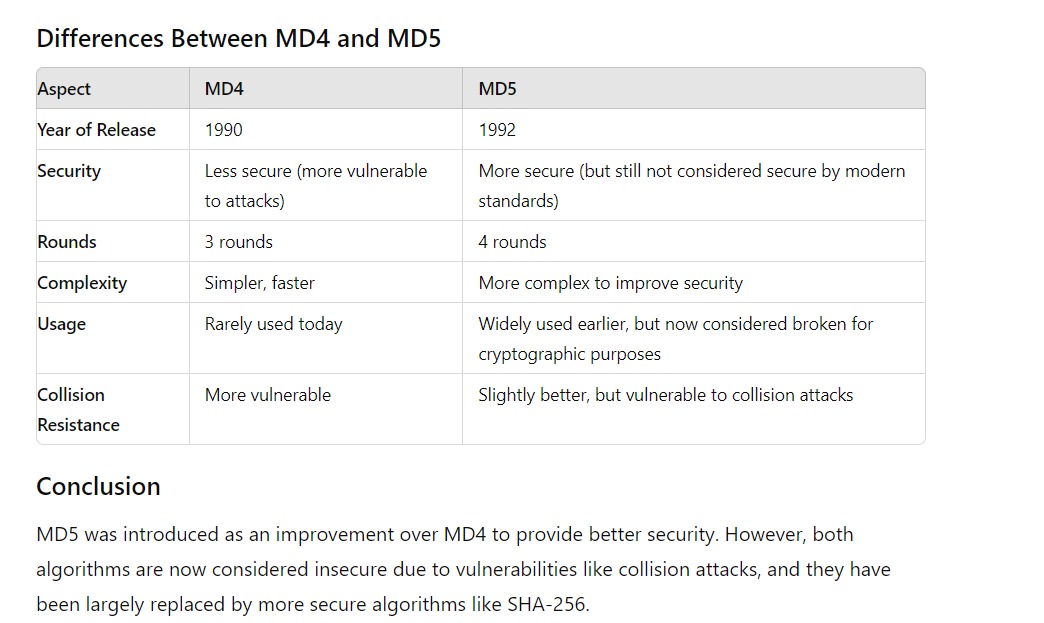 Differences Between MD4 and MD5
Aspect MD4 MD5
Year of Release 1990 1992
Security Less secure (more vulnerable More secure (but still not considered secure by modern
to attacks) standards)
Rounds 3 rounds 4 rounds
Complexity Simpler, faster More complex to improve security
Usage Rarely used today Widely used earlier, but now considered broken for
cryptographic purposes
Collision More vulnerable Slightly better, but vulnerable to collision attacks
Resistance
Conclusion
MD5 was introduced as an improvement over MD4 to provide better security. However, both
algorithms are now considered insecure due to vulnerabilities like collision attacks, and they have
been largely replaced by more secure algorithms like SHA-256.